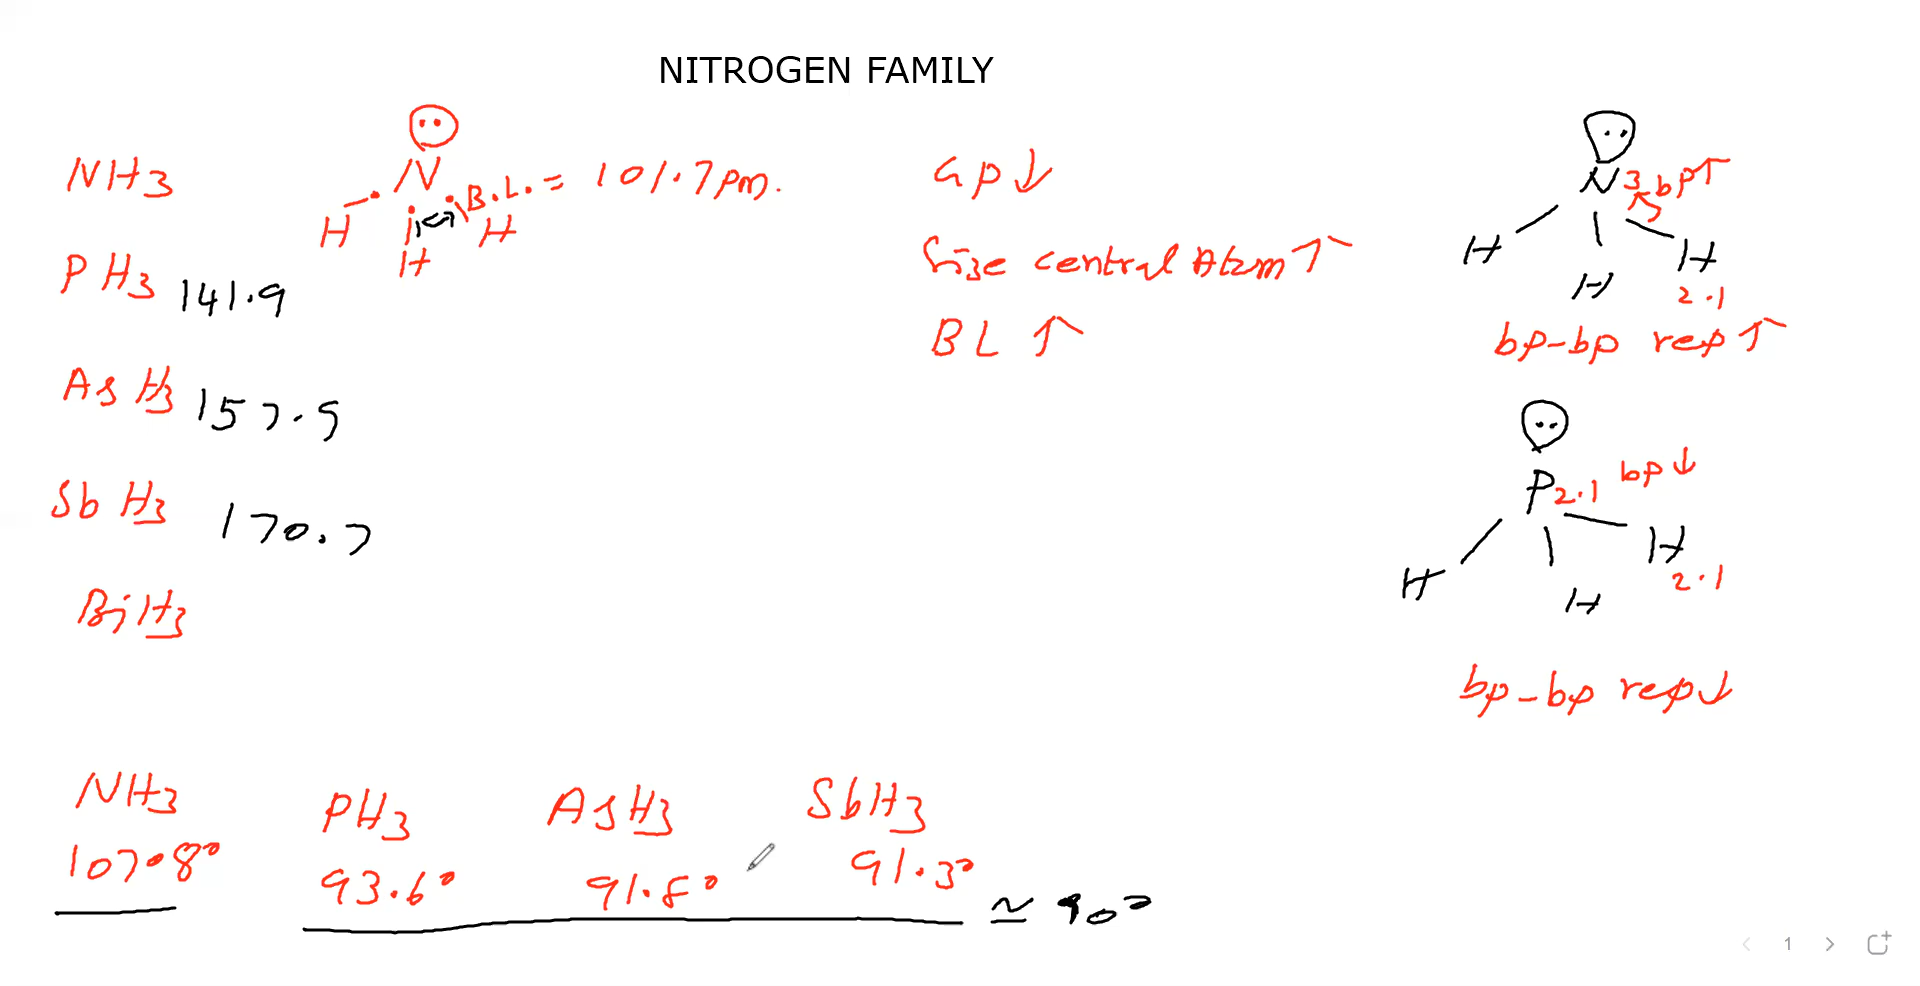 NITROGEN FAMILY
NH3
N
B.L. = 101.7pm.
H
H
H
PH3 141.9
AsH3 157.9
SbH3 170.7
BiH3
Gp↓
Size central Atom↑
BL ↑
N 3 bp↑
H
H
H
2.1
bp-bp rep↑
P 2.1 bp↓
H
H
H
2.1
bp-bp rep↓
NH3 PH3 AsH3 SbH3
107.8° 93.6° 91.8° 91.3° ≃ 90°
1